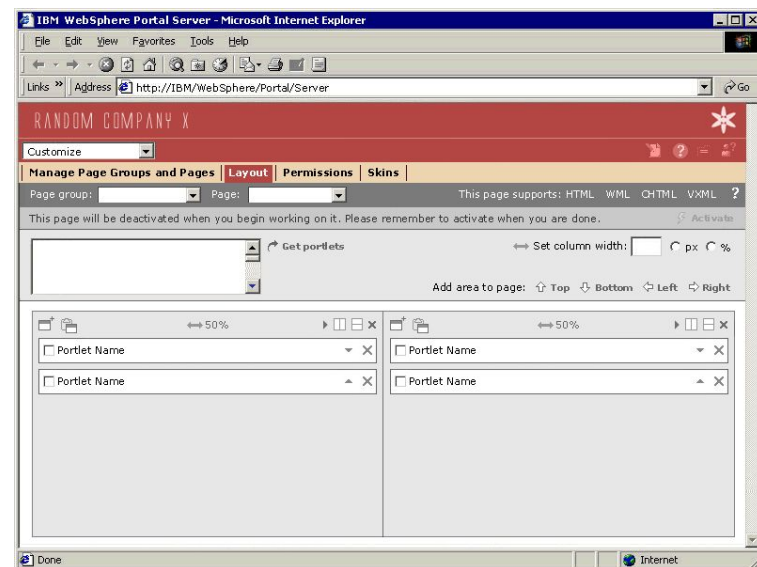 IBM WebSphere Portal Server - Microsoft Internet Explorer
File Edit View Favorites Tools Help
Links » Address http://IBM/WebSphere/Portal/Server Go
RANDOM COMPANY X
Customize ?
Manage Page Groups and Pages Layout Permissions Skins
Page group: Page: This page supports: HTML WML CHTML VXML ?
This page will be deactivated when you begin working on it. Please remember to activate when you are done. Activate
Get portlets Set column width: px %
Add area to page: Top Bottom Left Right
50% 50%
Portlet Name Portlet Name
Portlet Name Portlet Name
Done Internet